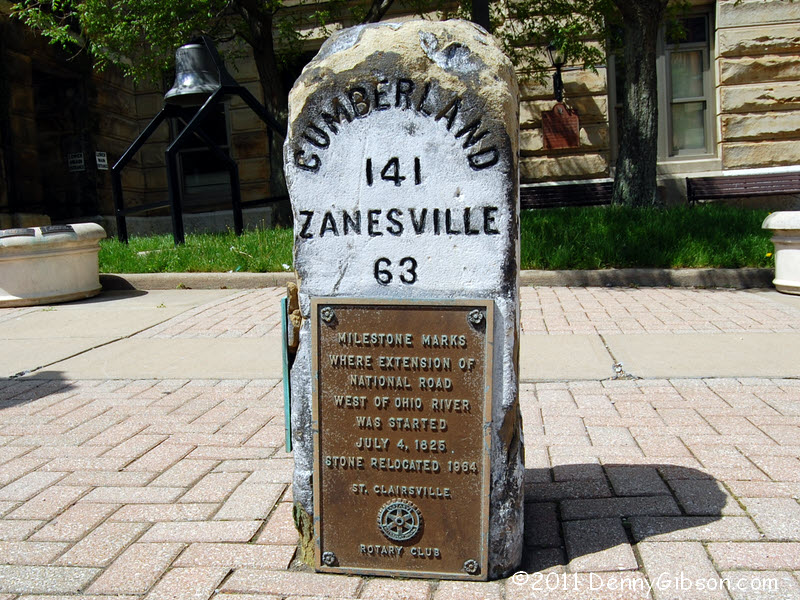 CUMBERLAND
141
ZANESVILLE
63
MILESTONE MARKS
WHERE EXTENSION OF
NATIONAL ROAD
WEST OF OHIO RIVER
WAS STARTED
JULY 4, 1825
STONE RELOCATED 1964
ST. CLAIRSVILLE
ROTARY CLUB
©2011 DennyGibson.com